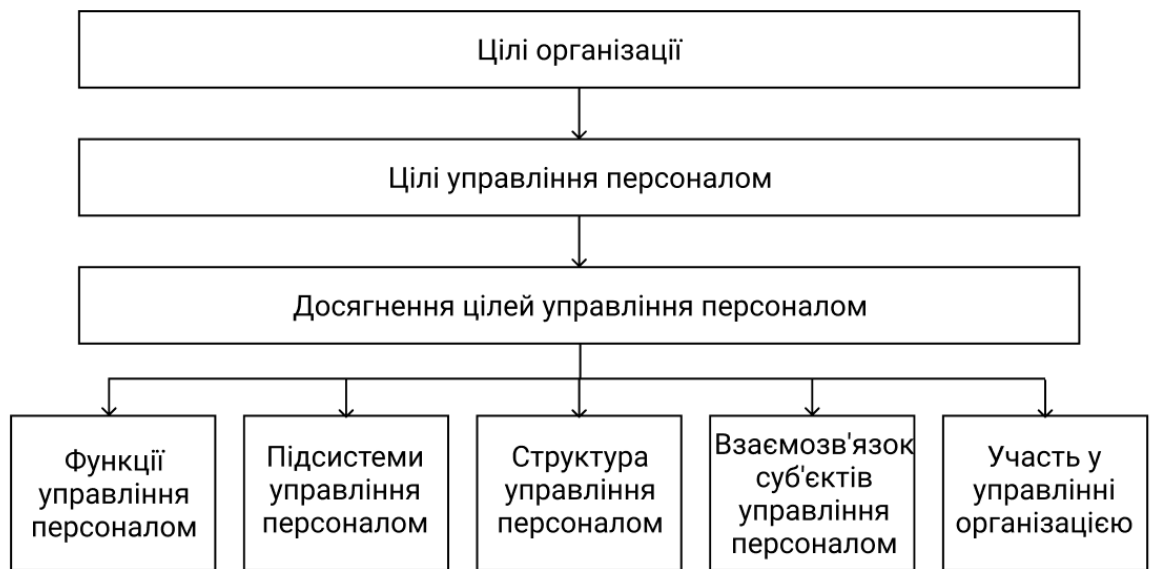 Цілі організації
Цілі управління персоналом
Досягнення цілей управління персоналом
Функції
управління
персоналом
Підсистеми
управління
персоналом
Структура
управління
персоналом
Взаємозв'язок
суб'єктів
управління
персоналом
Участь у
управлінні
організацією